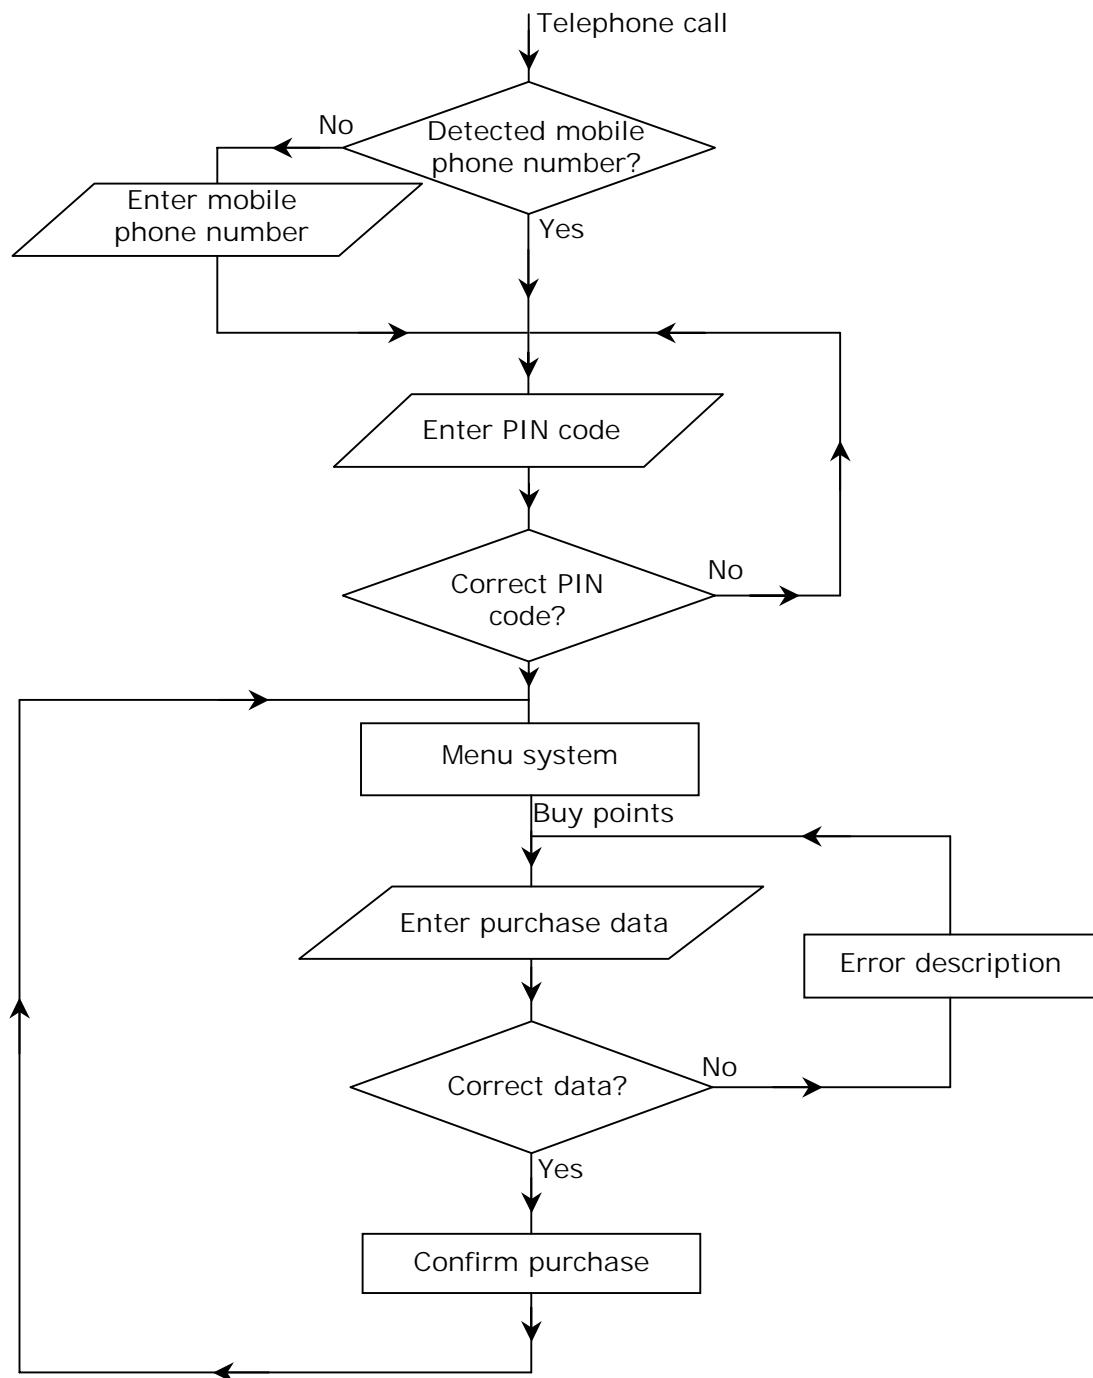 Telephone call
No
Detected mobile
phone number?
Enter mobile
phone number
Yes
Enter PIN code
Correct PIN
code?
No
Menu system
Buy points
Enter purchase data
Error description
Correct data?
No
Yes
Confirm purchase